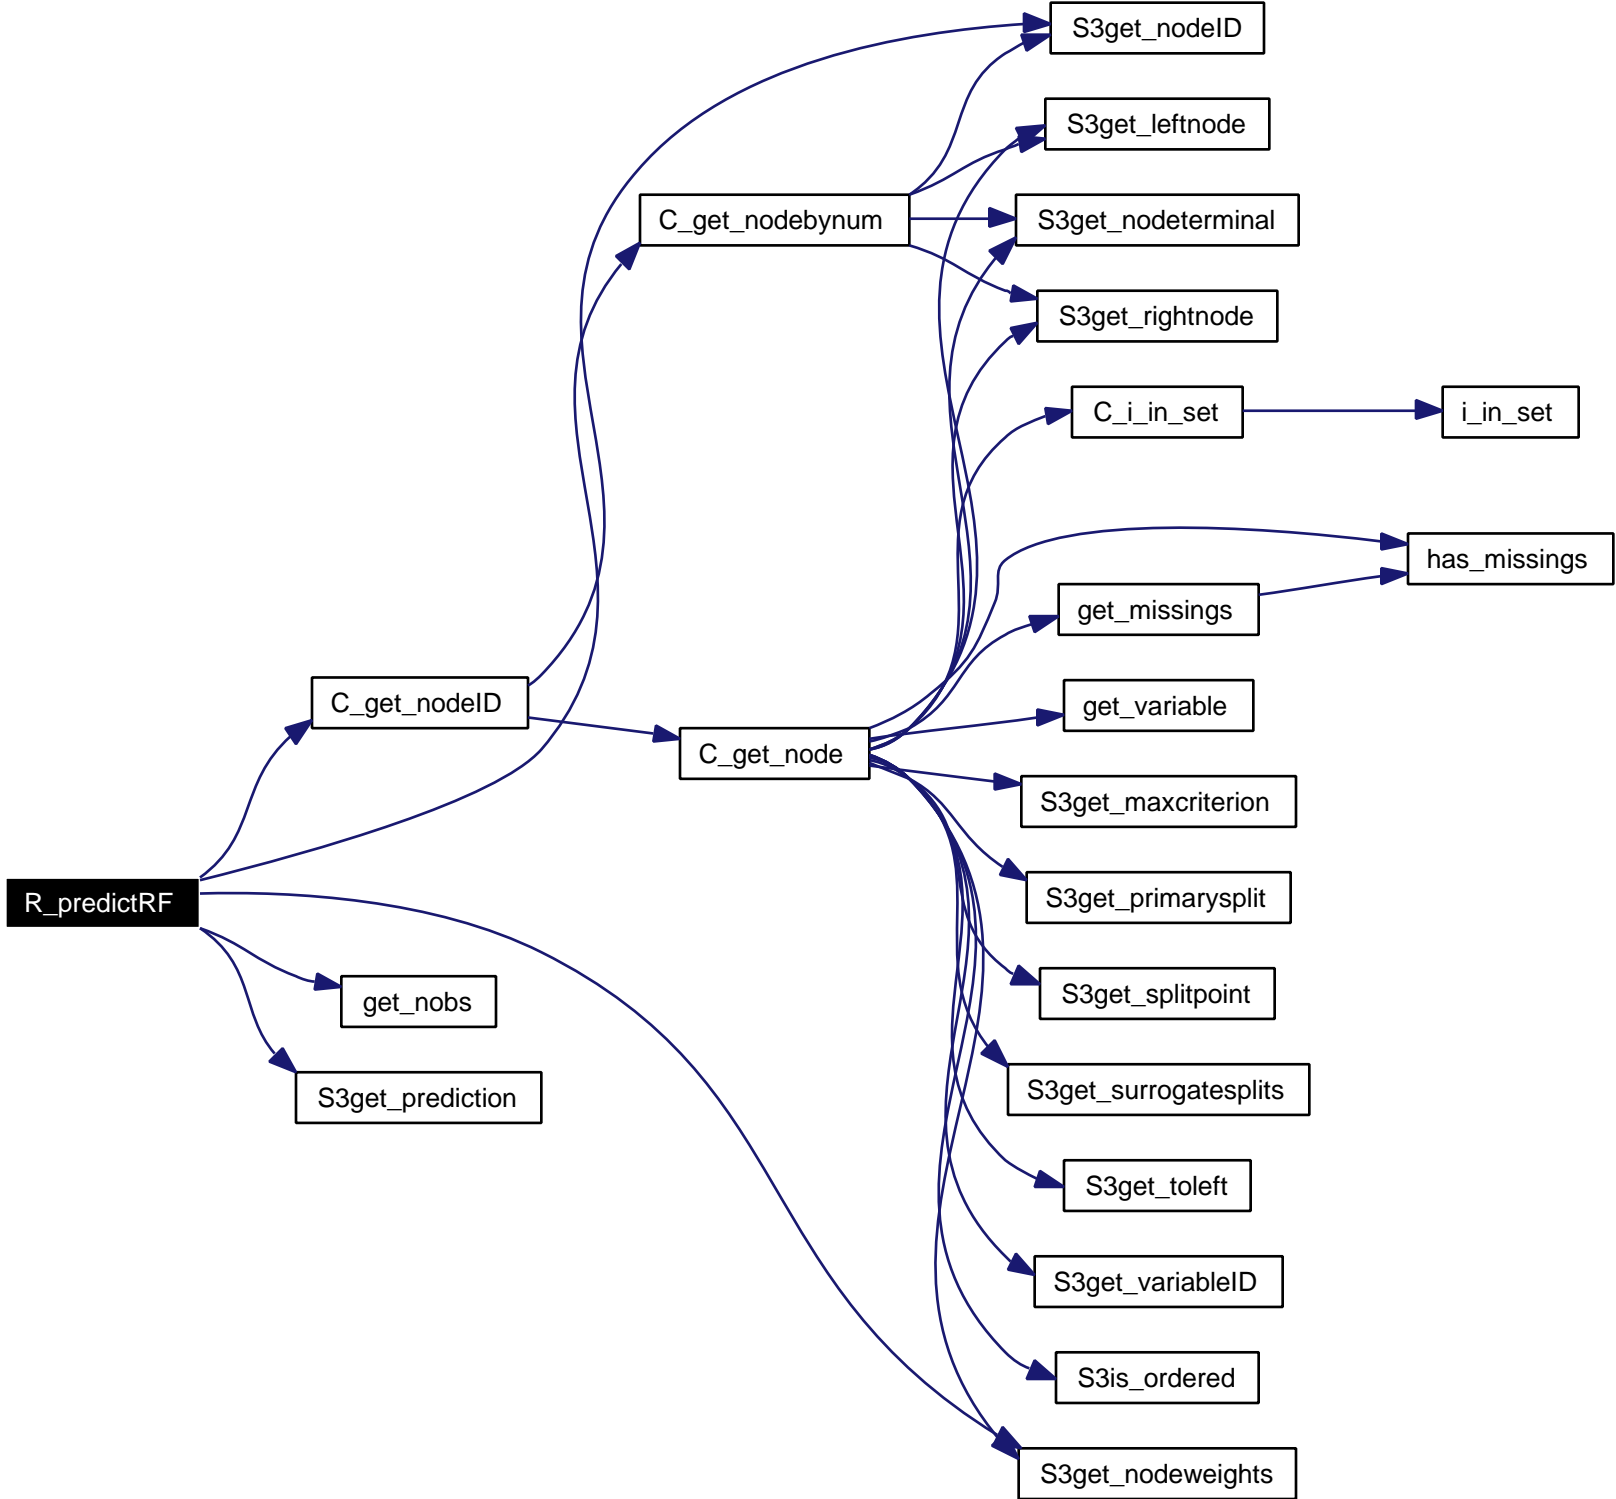 S3get_nodeID
S3get_leftnode
C_get_nodebynum
S3get_nodeterminal
S3get_rightnode
C_i_in_set
i_in_set
has_missings
get_missings
C_get_nodeID
get_variable
C_get_node
S3get_maxcriterion
R_predictRF
S3get_primarysplit
get_nobs
S3get_splitpoint
S3get_prediction
S3get_surrogatesplits
S3get_toleft
S3get_variableID
S3is_ordered
S3get_nodeweights